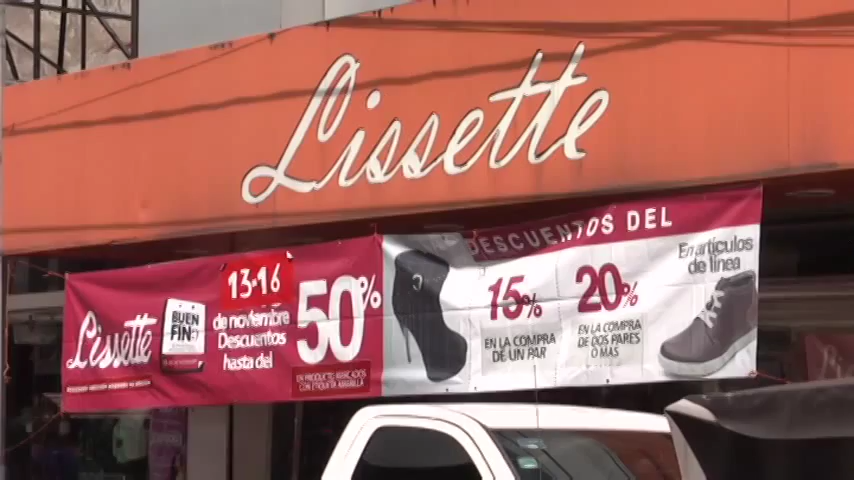 Lissette
Lissette
BUEN
FIN
13-16
de noviembre
Descuentos
hasta del
50%
EN PRODUCTOS MARCADOS
CON ETIQUETA AMARILLA
DESCUENTOS DEL
15%
EN LA COMPRA
DE UN PAR
20%
EN LA COMPRA
DE DOS PARES
O MAS
En artículos
de línea